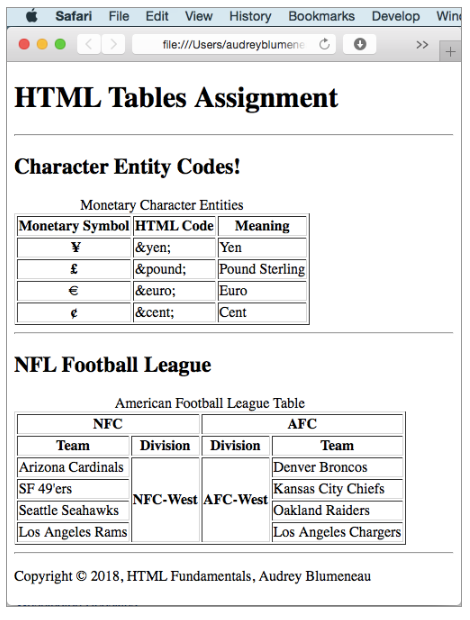 Safari File Edit View History Bookmarks Develop Wind
file:///Users/audreyblumene
HTML Tables Assignment
Character Entity Codes!
Monetary Character Entities
Monetary Symbol HTML Code Meaning
¥ &yen; Yen
£ &pound; Pound Sterling
€ &euro; Euro
¢ &cent; Cent
NFL Football League
American Football League Table
NFC AFC
Team Division Division Team
Arizona Cardinals Denver Broncos
SF 49'ers Kansas City Chiefs
NFC-West AFC-West
Seattle Seahawks Oakland Raiders
Los Angeles Rams Los Angeles Chargers
Copyright © 2018, HTML Fundamentals, Audrey Blumeneau